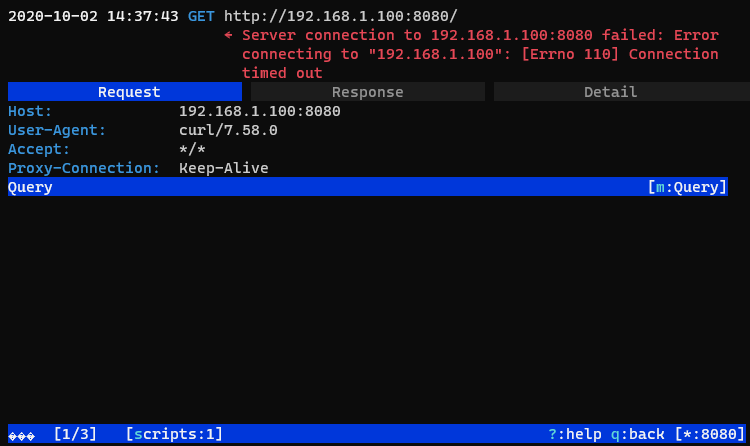 2020-10-02 14:37:43 GET http://192.168.1.100:8080/
← Server connection to 192.168.1.100:8080 failed: Error
connecting to "192.168.1.100": [Errno 110] Connection
timed out
Request Response Detail
Host: 192.168.1.100:8080
User-Agent: curl/7.58.0
Accept: */*
Proxy-Connection: Keep-Alive
Query [m:Query]
��� [1/3] [scripts:1] ?:help q:back [*:8080]